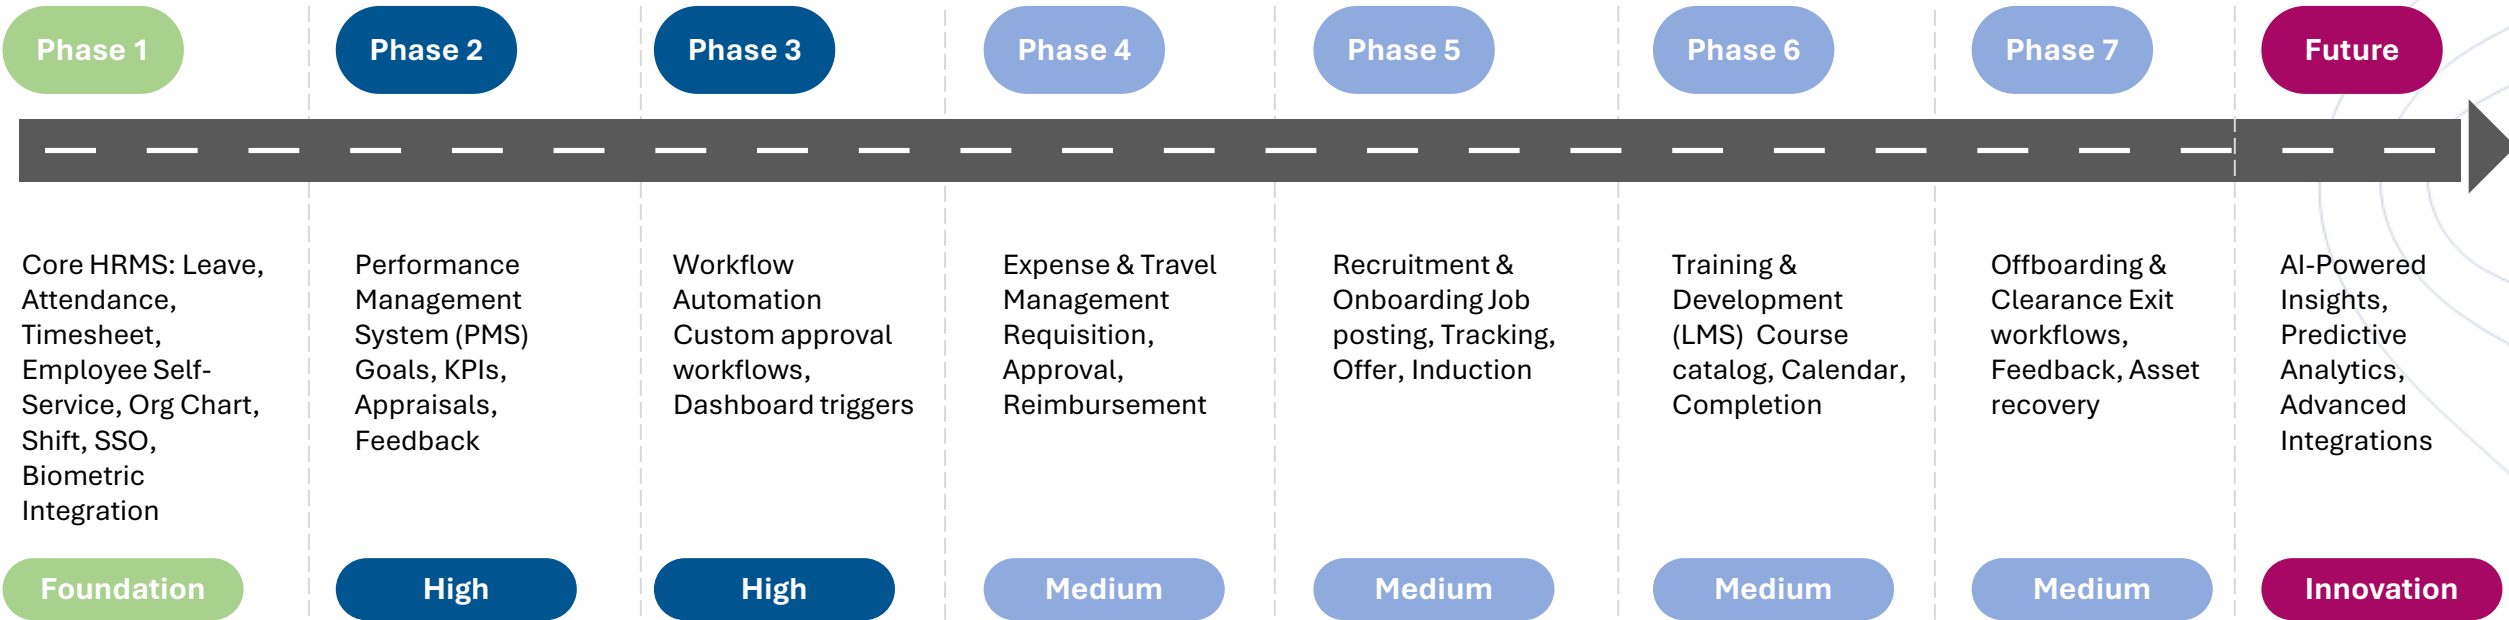 Phase 1
Phase 2
Phase 3
Phase 4
Phase 5
Phase 6
Phase 7
Future
Core HRMS: Leave,
Attendance,
Timesheet,
Employee Self-
Service, Org Chart,
Shift, SSO,
Biometric
Integration
Performance
Management
System (PMS)
Goals, KPIs,
Appraisals,
Feedback
Workflow
Automation
Custom approval
workflows,
Dashboard triggers
Expense & Travel
Management
Requisition,
Approval,
Reimbursement
Recruitment &
Onboarding Job
posting, Tracking,
Offer, Induction
Training &
Development
(LMS)  Course
catalog, Calendar,
Completion
Offboarding &
Clearance Exit
workflows,
Feedback, Asset
recovery
AI-Powered
Insights,
Predictive
Analytics,
Advanced
Integrations
Foundation
High
High
Medium
Medium
Medium
Medium
Innovation